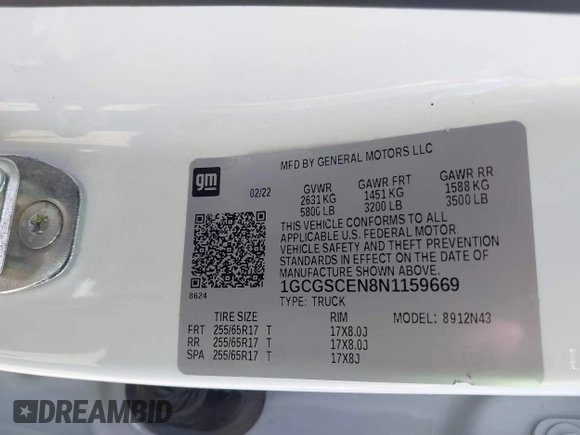 MFD BY GENERAL MOTORS LLC
gm
02/22 GVWR GAWR FRT GAWR RR
2631 KG 1451 KG 1588 KG
5800 LB 3200 LB 3500 LB
THIS VEHICLE CONFORMS TO ALL
APPLICABLE U.S. FEDERAL MOTOR
VEHICLE SAFETY AND THEFT PREVENTION
STANDARDS IN EFFECT ON THE DATE OF
MANUFACTURE SHOWN ABOVE.
8624
1GCGSCEN8N1159669
TYPE: TRUCK
TIRE SIZE RIM MODEL: 8912N43
FRT 255/65R17 T 17X8.0J
RR 255/65R17 T 17X8.0J
SPA 255/65R17 T 17X8J
DREAMBID